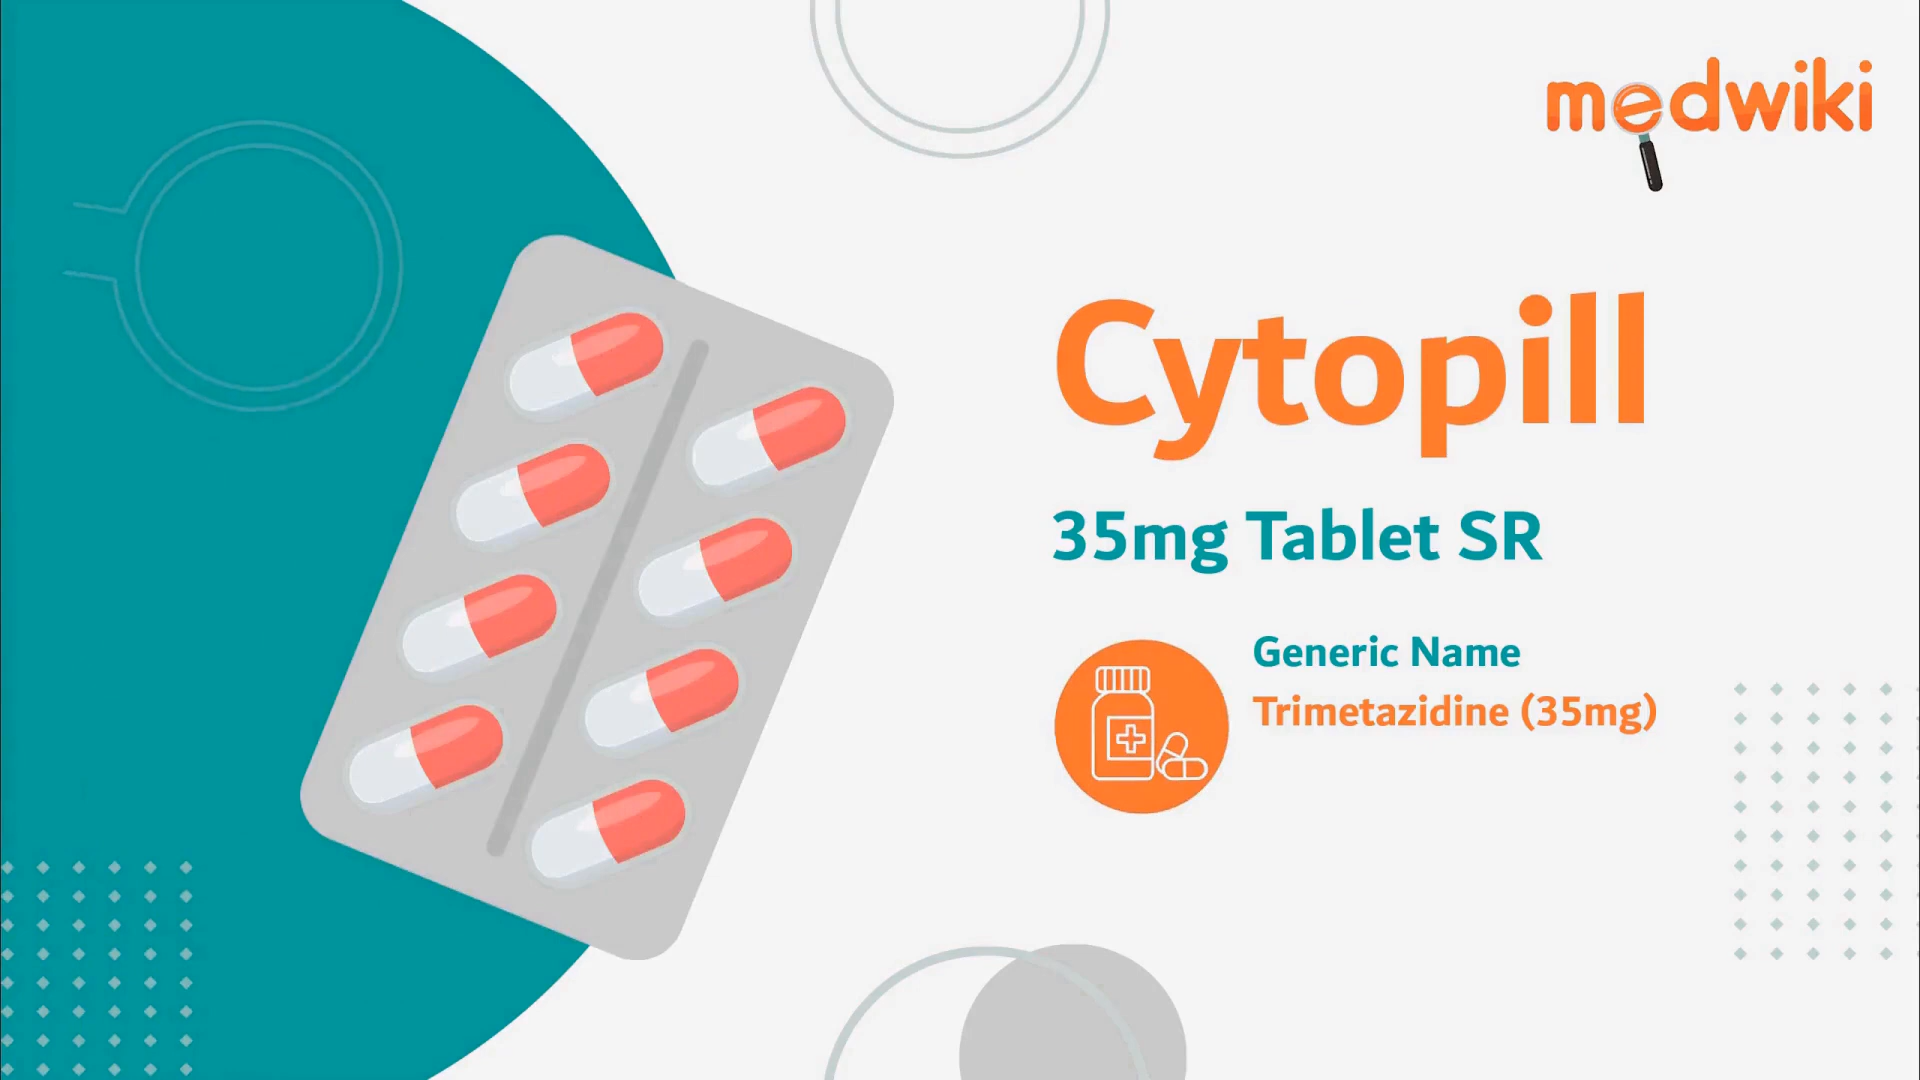 medwiki
Cytopill
35mg Tablet SR
Generic Name
Trimetazidine (35mg)